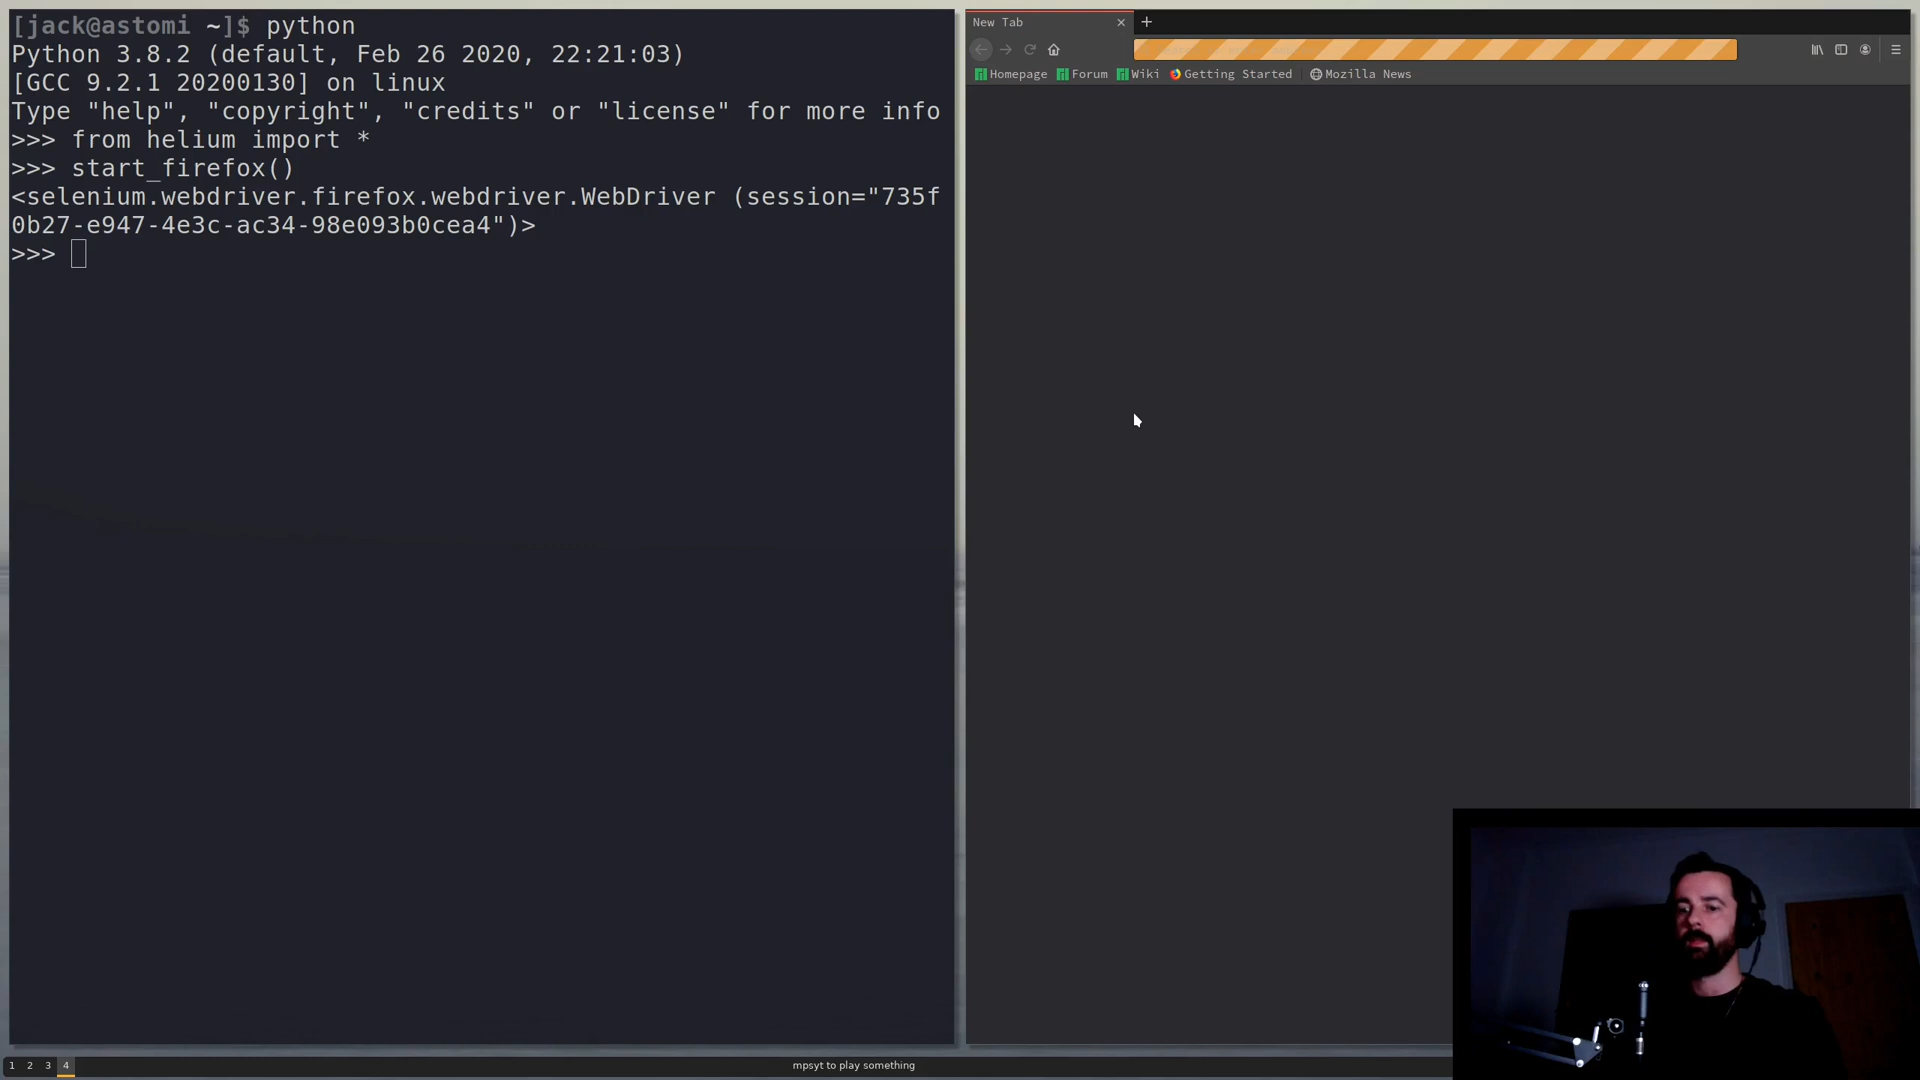 [jack@astomi ~]$ python
Python 3.8.2 (default, Feb 26 2020, 22:21:03)
[GCC 9.2.1 20200130] on linux
Type "help", "copyright", "credits" or "license" for more info
>>> from helium import *
>>> start_firefox()
<selenium.webdriver.firefox.webdriver.WebDriver (session="735f
0b27-e947-4e3c-ac34-98e093b0cea4")>
>>>
New Tab
Homepage Forum Wiki Getting Started Mozilla News
1 2 3 4
mpsyt to play something